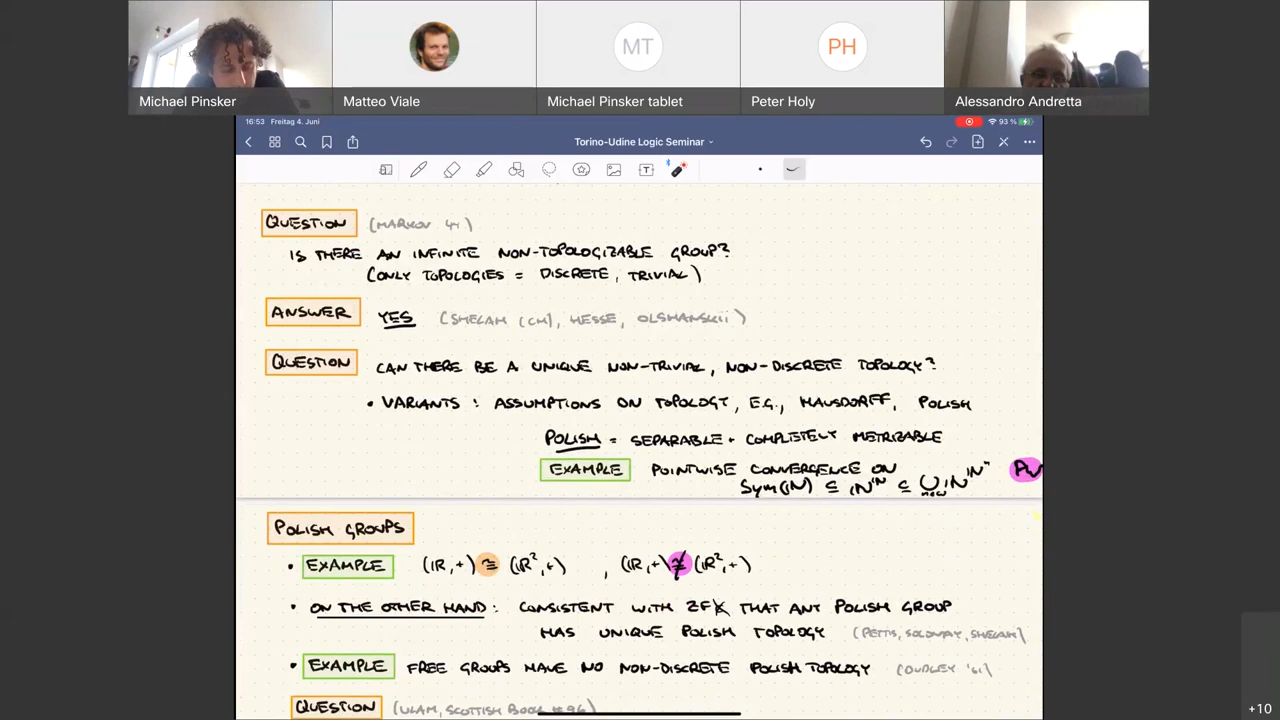 MT
PH
Michael Pinsker
Matteo Viale
Michael Pinsker tablet
Peter Holy
Alessandro Andretta
16:53 Freitag 4. Juni
93 %
Torino-Udine Logic Seminar
QUESTION (MARKOV 44)
IS THERE AN INFINITE NON-TOPOLOGIZABLE GROUP?
(ONLY TOPOLOGIES = DISCRETE, TRIVIAL)
ANSWER YES (SHELAH (CH), HESSE, OLSHANSKII)
QUESTION CAN THERE BE A UNIQUE NON-TRIVIAL, NON-DISCRETE TOPOLOGY?
• VARIANTS : ASSUMPTIONS ON TOPOLOGY, E.G., HAUSDORFF, POLISH
POLISH = SEPARABLE + COMPLETELY METRIZABLE
EXAMPLE POINTWISE CONVERGENCE ON
Sym(ℕ) ⊆ ℕ^ℕ ⊆ ⋃ ℕ^ℕ^n
POLISH GROUPS
• EXAMPLE (ℝ,+) ≅ (ℝ²,+) , (ℝ,+) ≇ (ℝ²,+)
• ON THE OTHER HAND: CONSISTENT WITH ZF THAT ANY POLISH GROUP
HAS UNIQUE POLISH TOPOLOGY (PETTIS, SOLOVAY, SHELAH)
• EXAMPLE FREE GROUPS HAVE NO NON-DISCRETE POLISH TOPOLOGY (DUDLEY '61)
QUESTION (ULAM, SCOTTISH BOOK #96)
+10